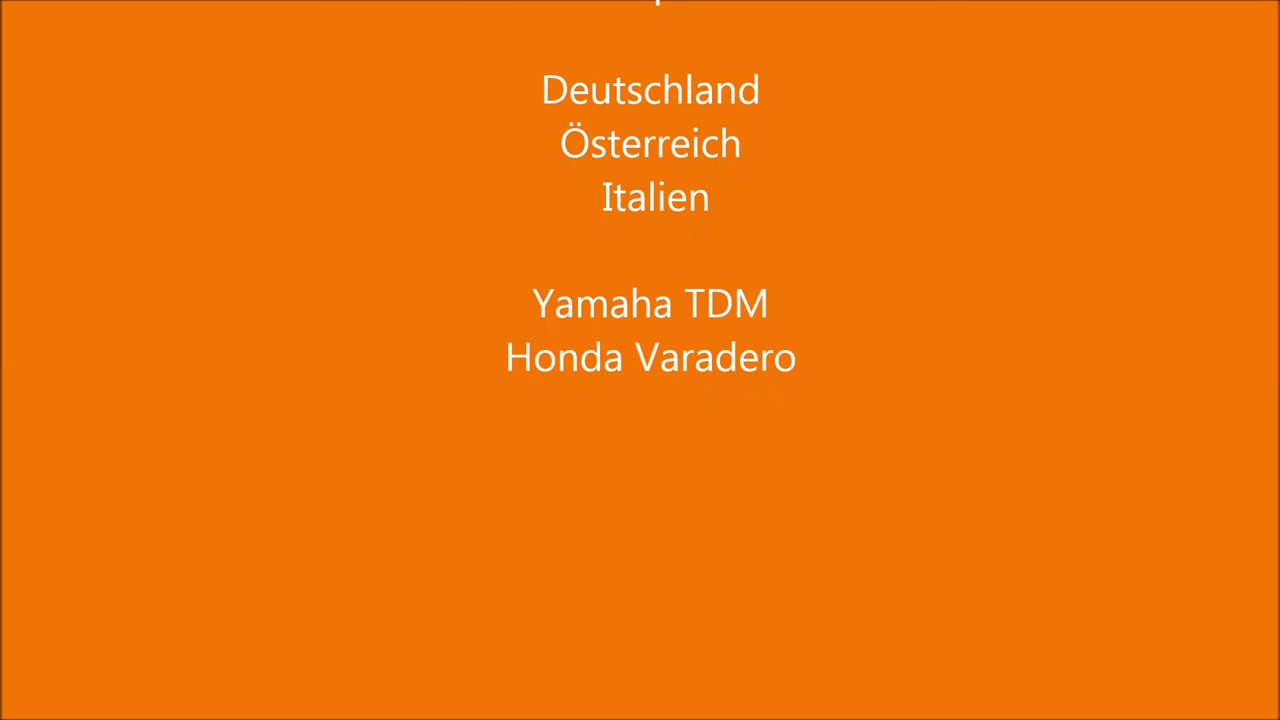 Deutschland
Österreich
Italien
Yamaha TDM
Honda Varadero